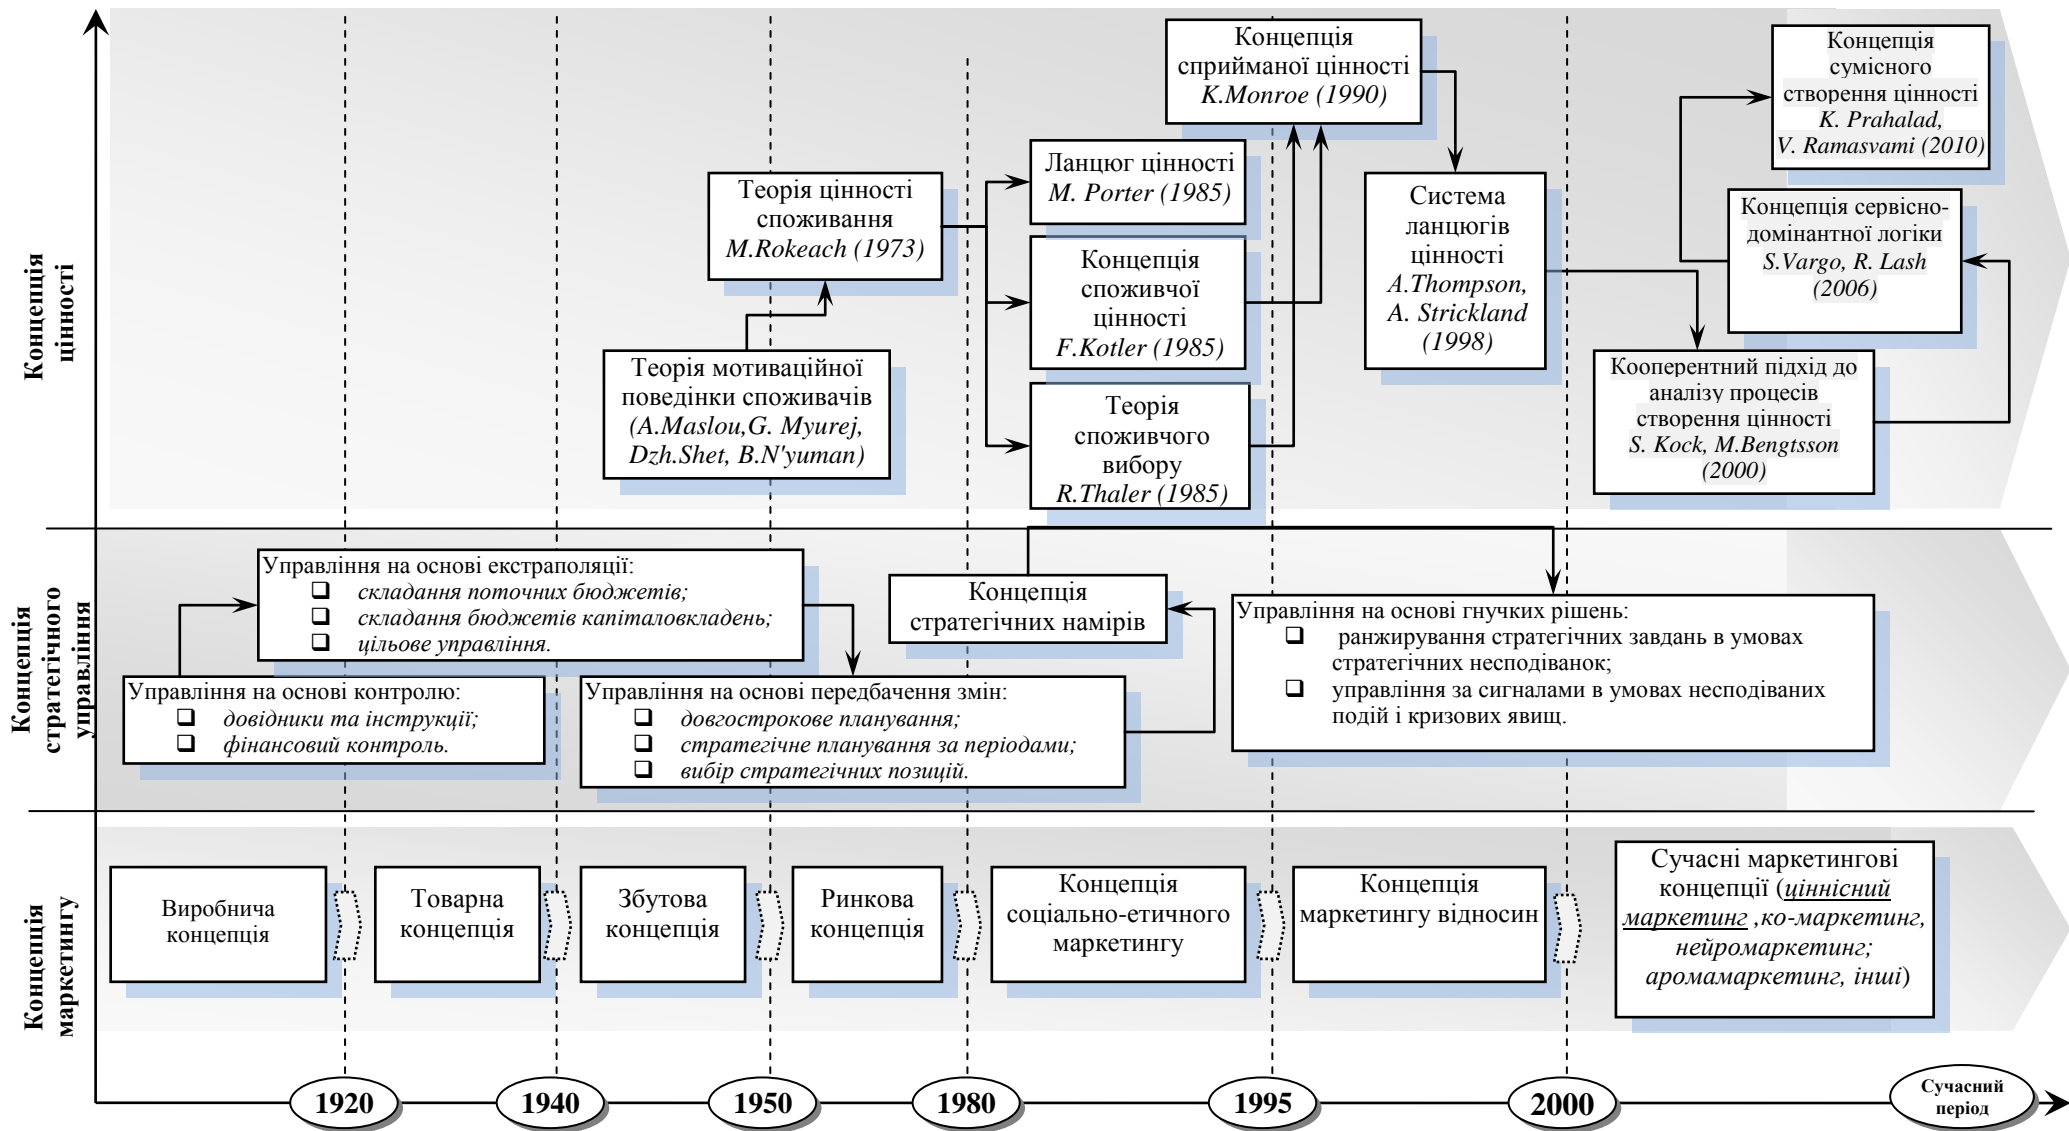 Концепція
цінності
Концепція
сприйманої цінності
K.Monroe (1990)
Концепція
сумісного
створення цінності
K. Prahalad,
V. Ramasvami (2010)
Ланцюг цінності
M. Porter (1985)
Теорія цінності
споживання
M.Rokeach (1973)
Система
ланцюгів
цінності
A.Thompson,
A. Strickland
(1998)
Концепція сервісно-
домінантної логіки
S.Vargo, R. Lash
(2006)
Концепція
споживчої
цінності
F.Kotler (1985)
Теорія мотиваційної
поведінки споживачів
(A.Maslou,G. Myurej,
Dzh.Shet, B.N'yuman)
Кооперентний підхід до
аналізу процесів
створення цінності
S. Kock, M.Bengtsson
(2000)
Теорія
споживчого
вибору
R.Thaler (1985)
Концепція
стратегічного
управління
Управління на основі екстраполяції:
❑ складання поточних бюджетів;
❑ складання бюджетів капіталовкладень;
❑ цільове управління.
Концепція
стратегічних намірів
Управління на основі гнучких рішень:
❑ ранжирування стратегічних завдань в умовах
стратегічних несподіванок;
❑ управління за сигналами в умовах несподіваних
подій і кризових явищ.
Управління на основі контролю:
❑ довідники та інструкції;
❑ фінансовий контроль.
Управління на основі передбачення змін:
❑ довгострокове планування;
❑ стратегічне планування за періодами;
❑ вибір стратегічних позицій.
Концепція
маркетингу
Виробнича
концепція
Товарна
концепція
Збутова
концепція
Ринкова
концепція
Концепція
соціально-етичного
маркетингу
Концепція
маркетингу відносин
Сучасні маркетингові
концепції (ціннісний
маркетинг ,ко-маркетинг,
нейромаркетинг;
аромамаркетинг, інші)
1920
1940
1950
1980
1995
2000
Сучасний
період